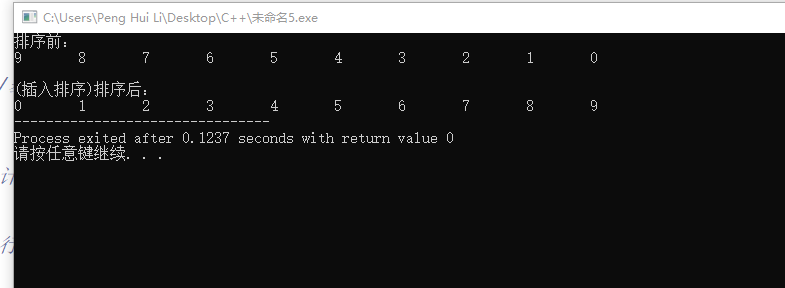 C:\Users\Peng Hui Li\Desktop\C++\未命名5.exe
排序前:
9 8 7 6 5 4 3 2 1 0
(插入排序)排序后:
0 1 2 3 4 5 6 7 8 9
--------------------------------
Process exited after 0.1237 seconds with return value 0
请按任意键继续. . .
行